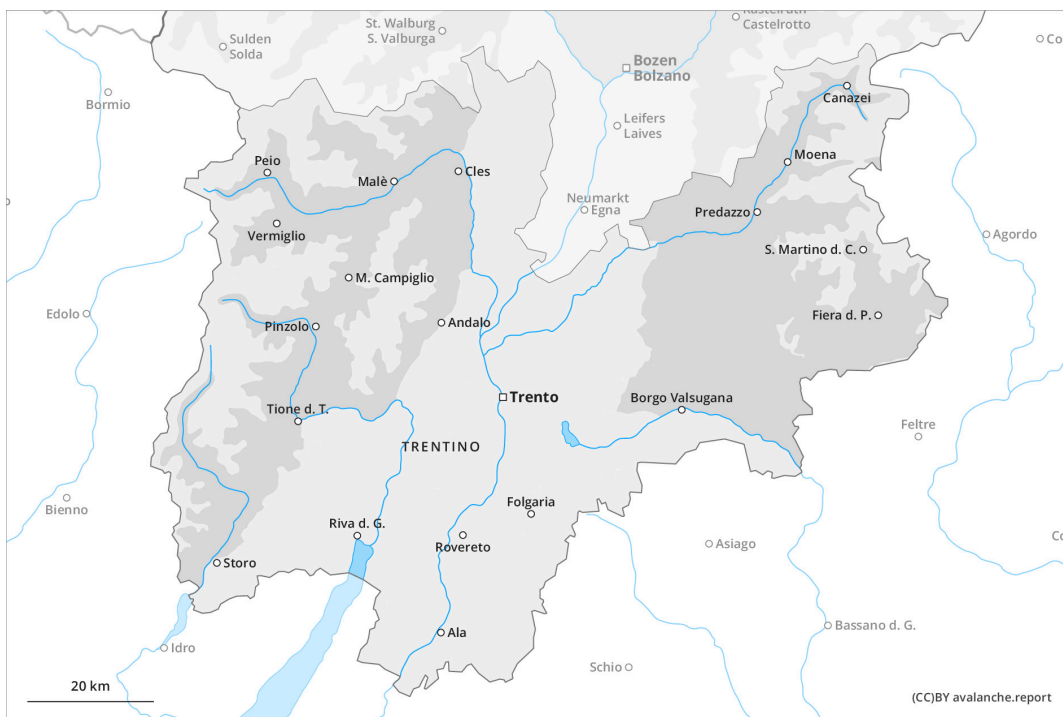 St. Walburg
S. Valburga
Kastelruth
Castelrotto
Sulden
Solda
Bozen
Bolzano
Bormio
Canazei
Leifers
Laives
Moena
Peio
Malè
Cles
Neumarkt
Egna
Predazzo
Vermiglio
Agordo
S. Martino d. C.
M. Campiglio
Edolo
Pinzolo
Andalo
Fiera d. P.
Trento
Borgo Valsugana
Tione d. T.
Feltre
TRENTINO
Bienno
Folgaria
Riva d. G.
Rovereto
Asiago
Storo
Ala
Bassano d. G.
Idro
Schio
20 km
(CC)BY avalanche.report